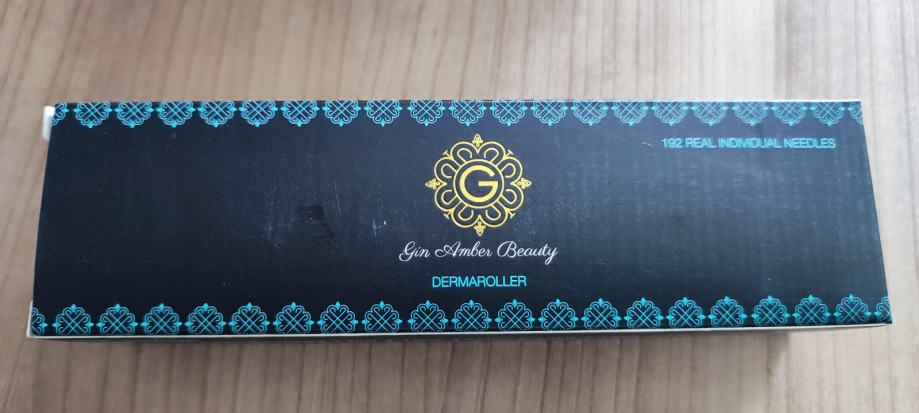 192 REAL INDIVIDUAL NEEDLES
G
Gin Amber Beauty
DERMAROLLER